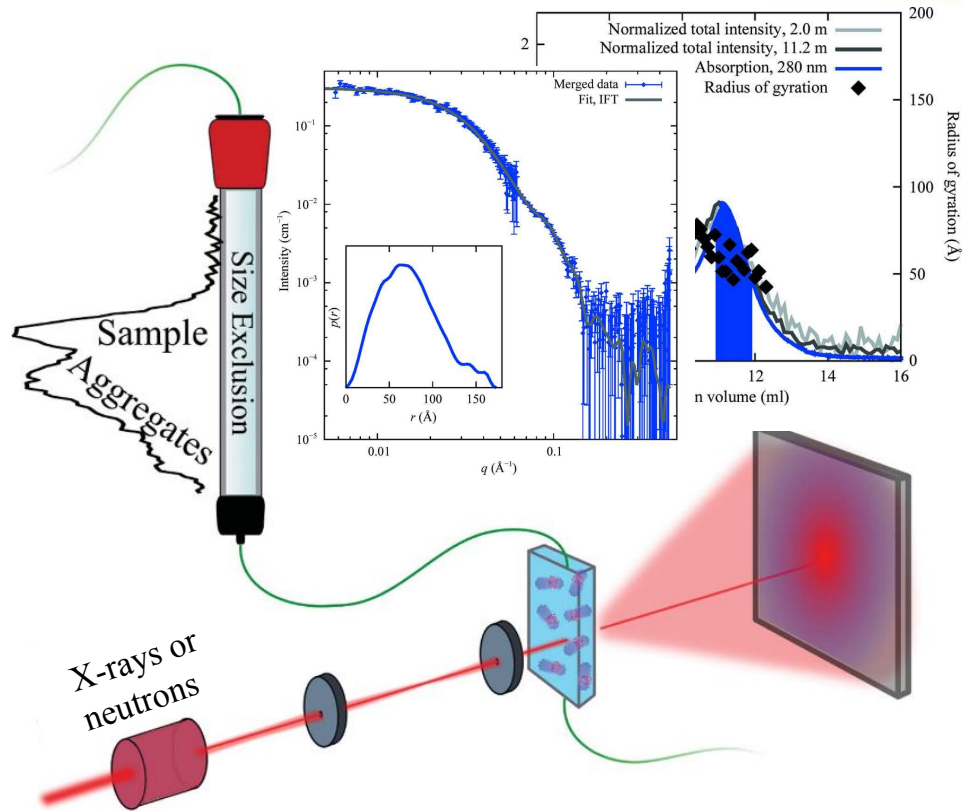 200
2
Normalized total intensity, 2.0 m
Normalized total intensity, 11.2 m
Absorption, 280 nm
Radius of gyration
150
100
50
0
Radius of gyration (Å)
12
14
16
n volume (ml)
Merged data
Fit, IFT
10⁻¹
10⁻²
10⁻³
10⁻⁴
10⁻⁵
Intensity (cm⁻¹)
0.01
0.1
q (Å⁻¹)
p(r)
0
50
100
150
r (Å)
Size Exclusion
Sample
Aggregates
X-rays or
neutrons